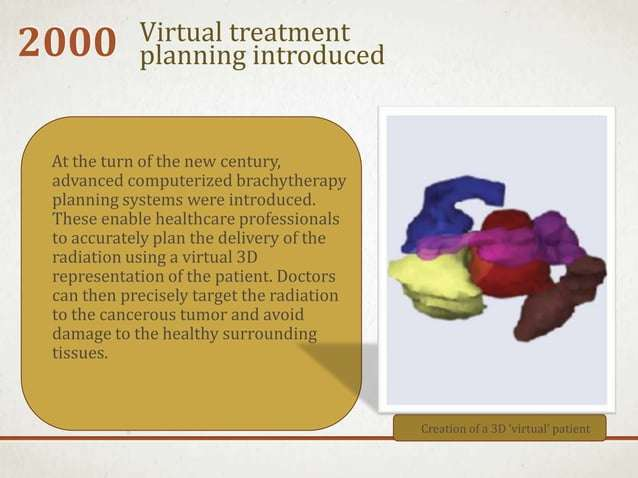 2000
Virtual treatment
planning introduced
At the turn of the new century,
advanced computerized brachytherapy
planning systems were introduced.
These enable healthcare professionals
to accurately plan the delivery of the
radiation using a virtual 3D
representation of the patient. Doctors
can then precisely target the radiation
to the cancerous tumor and avoid
damage to the healthy surrounding
tissues.
Creation of a 3D ‘virtual’ patient